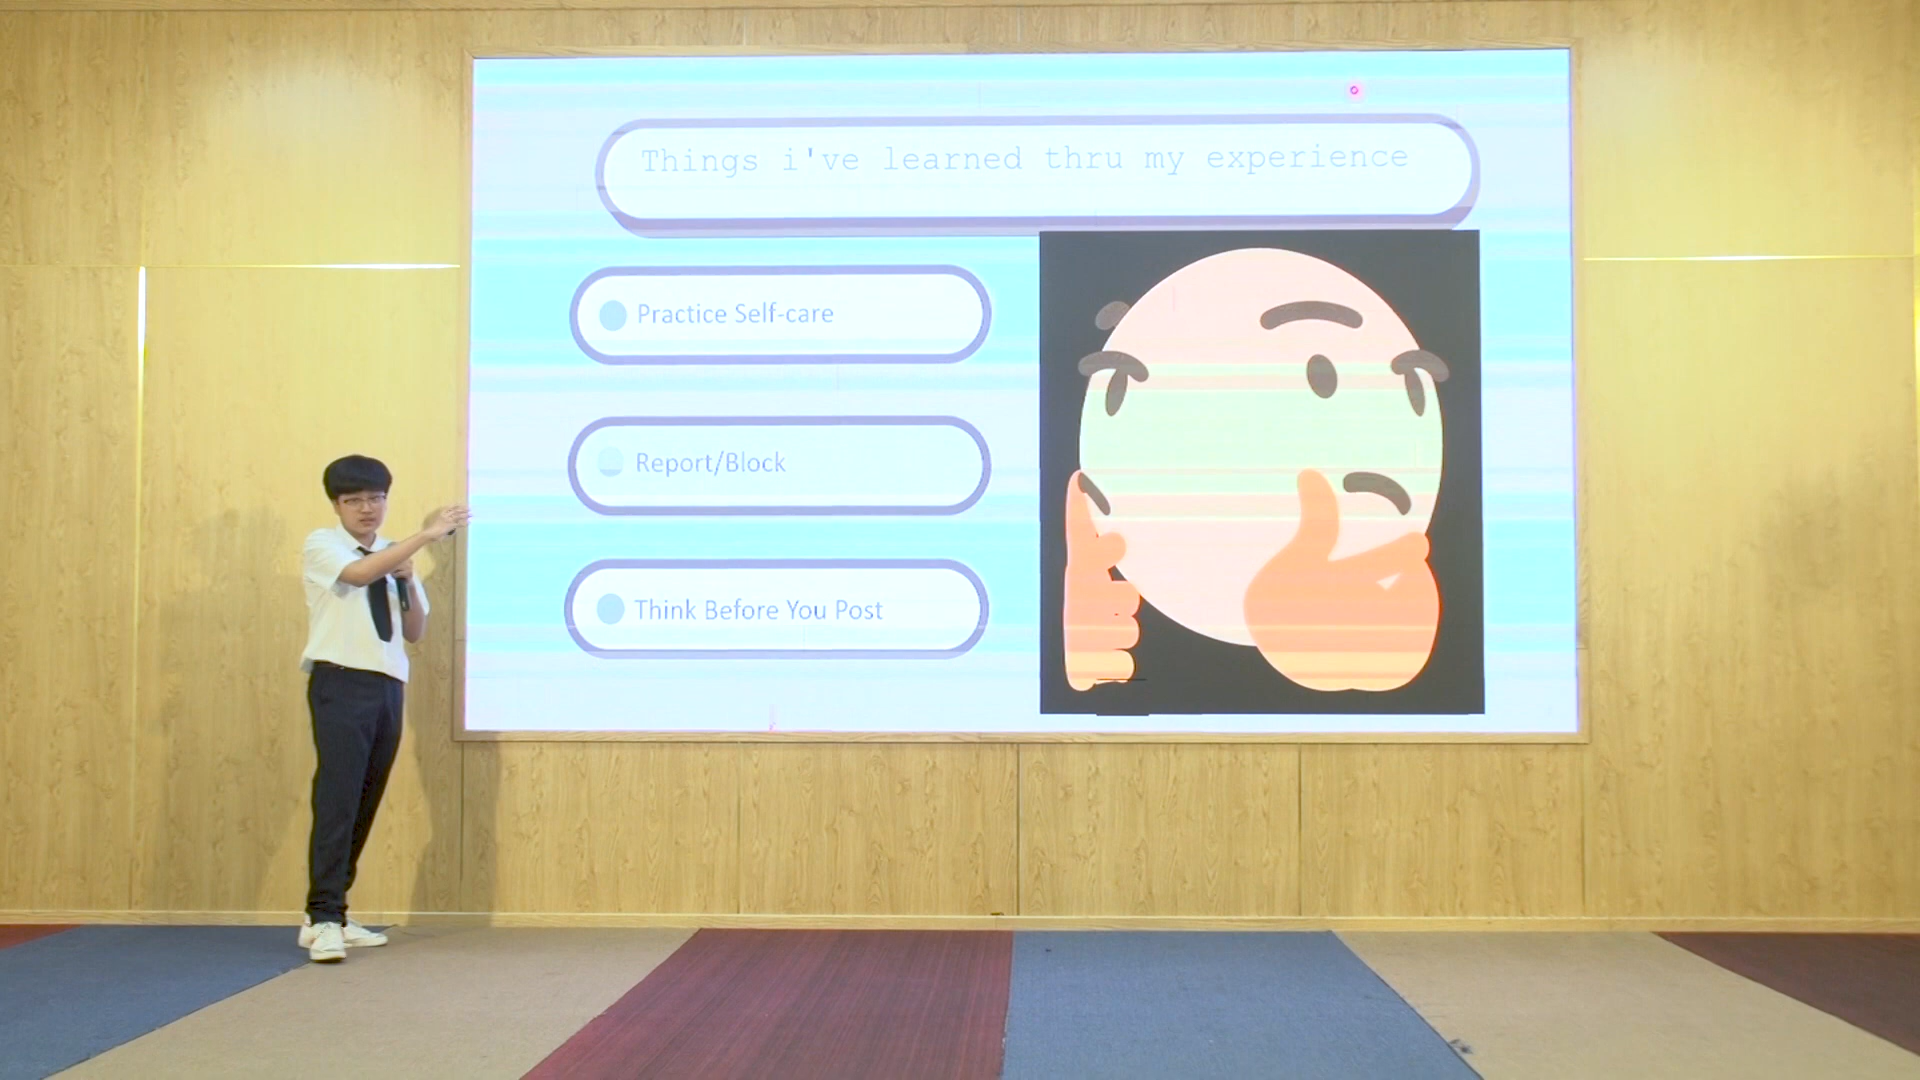 Things i've learned thru my experience
Practice Self-care
Report/Block
Think Before You Post